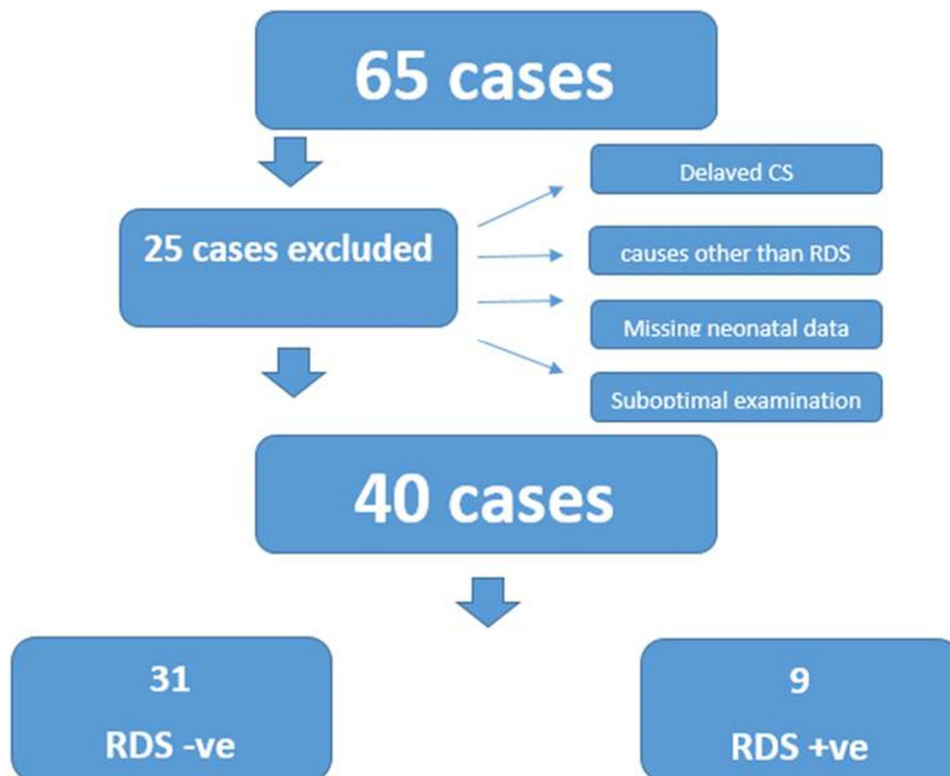 65 cases
25 cases excluded
Delayed CS
causes other than RDS
Missing neonatal data
Suboptimal examination
40 cases
31
RDS -ve
9
RDS +ve